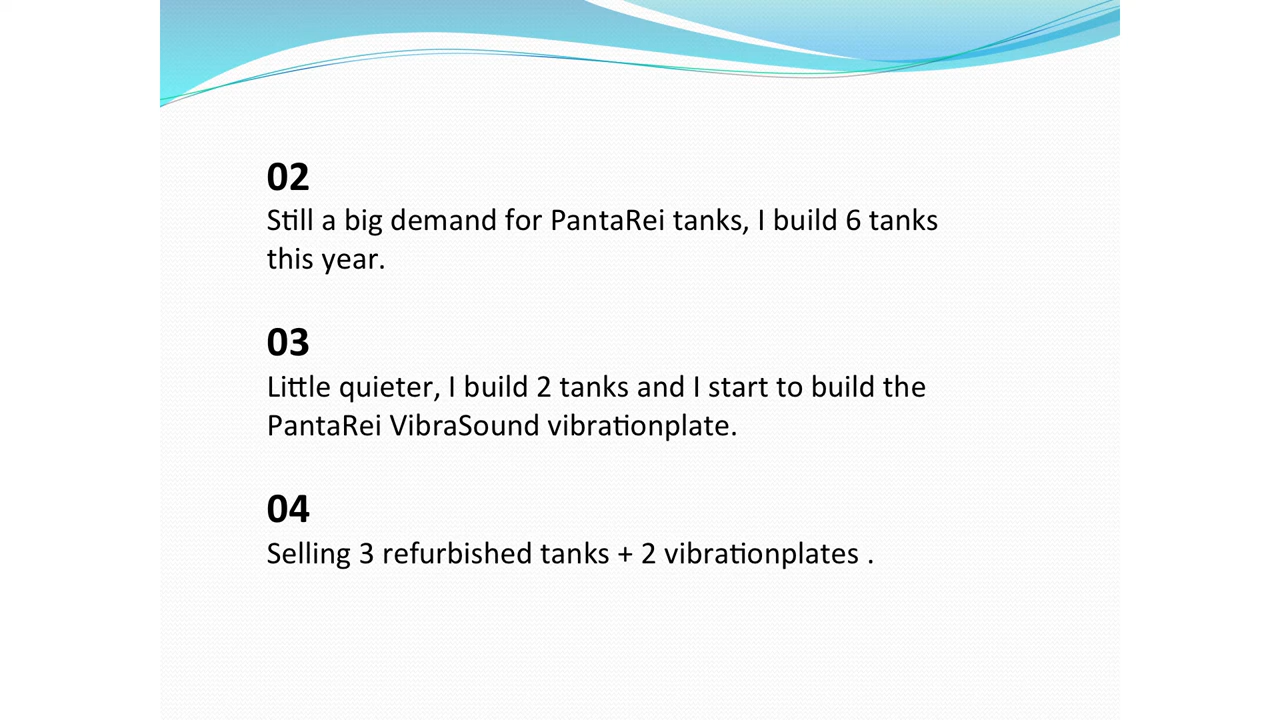 02
Still a big demand for PantaRei tanks, I build 6 tanks
this year.
03
Little quieter, I build 2 tanks and I start to build the
PantaRei VibraSound vibrationplate.
04
Selling 3 refurbished tanks + 2 vibrationplates .